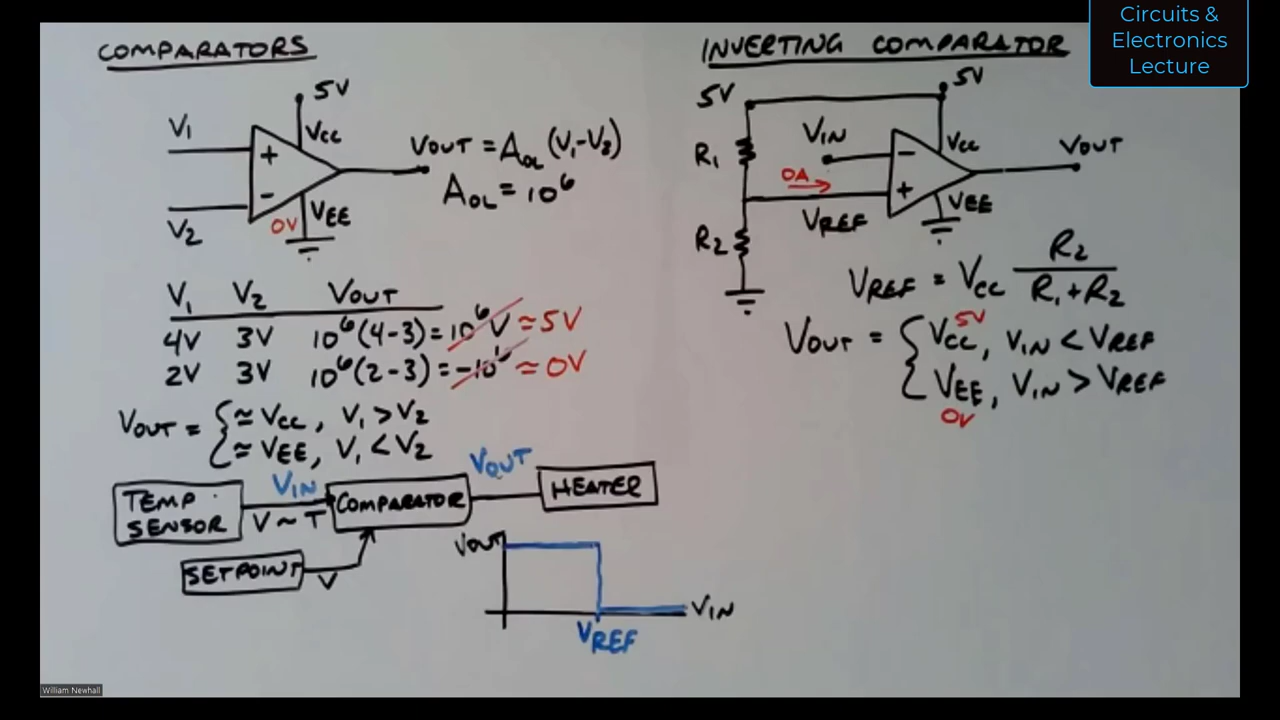 Circuits &
Electronics
Lecture
COMPARATORS
5V
V1
VCC
+
-
V2
0V
VEE
VOUT = AOL (V1-V2)
AOL = 10^6
V1 V2 VOUT
4V 3V 10^6(4-3) = 10^6 V ≃ 5V
2V 3V 10^6(2-3) = -10^6 ≃ 0V
VOUT = { ≃ VCC, V1 > V2
≃ VEE, V1 < V2
TEMP
SENSOR
VIN
V ~ T
COMPARATOR
VOUT
HEATER
SETPOINT
V
VOUT
VIN
VREF
INVERTING COMPARATOR
5V
5V
VIN
R1
0A
-
+
VCC
VOUT
VREF
VEE
R2
VREF = VCC R2 / R1+R2
VOUT = { VCC, VIN < VREF
5V
VEE, VIN > VREF
0V
William Newhall